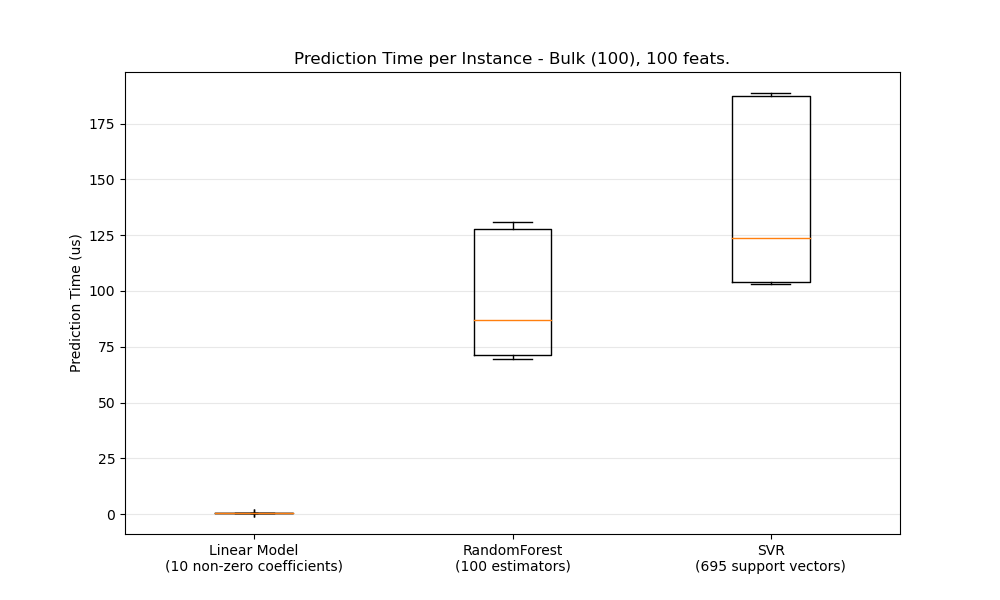 Prediction Time per Instance - Bulk (100), 100 feats.
Prediction Time (us)
175
150
125
100
75
50
25
0
Linear Model
(10 non-zero coefficients)
RandomForest
(100 estimators)
SVR
(695 support vectors)